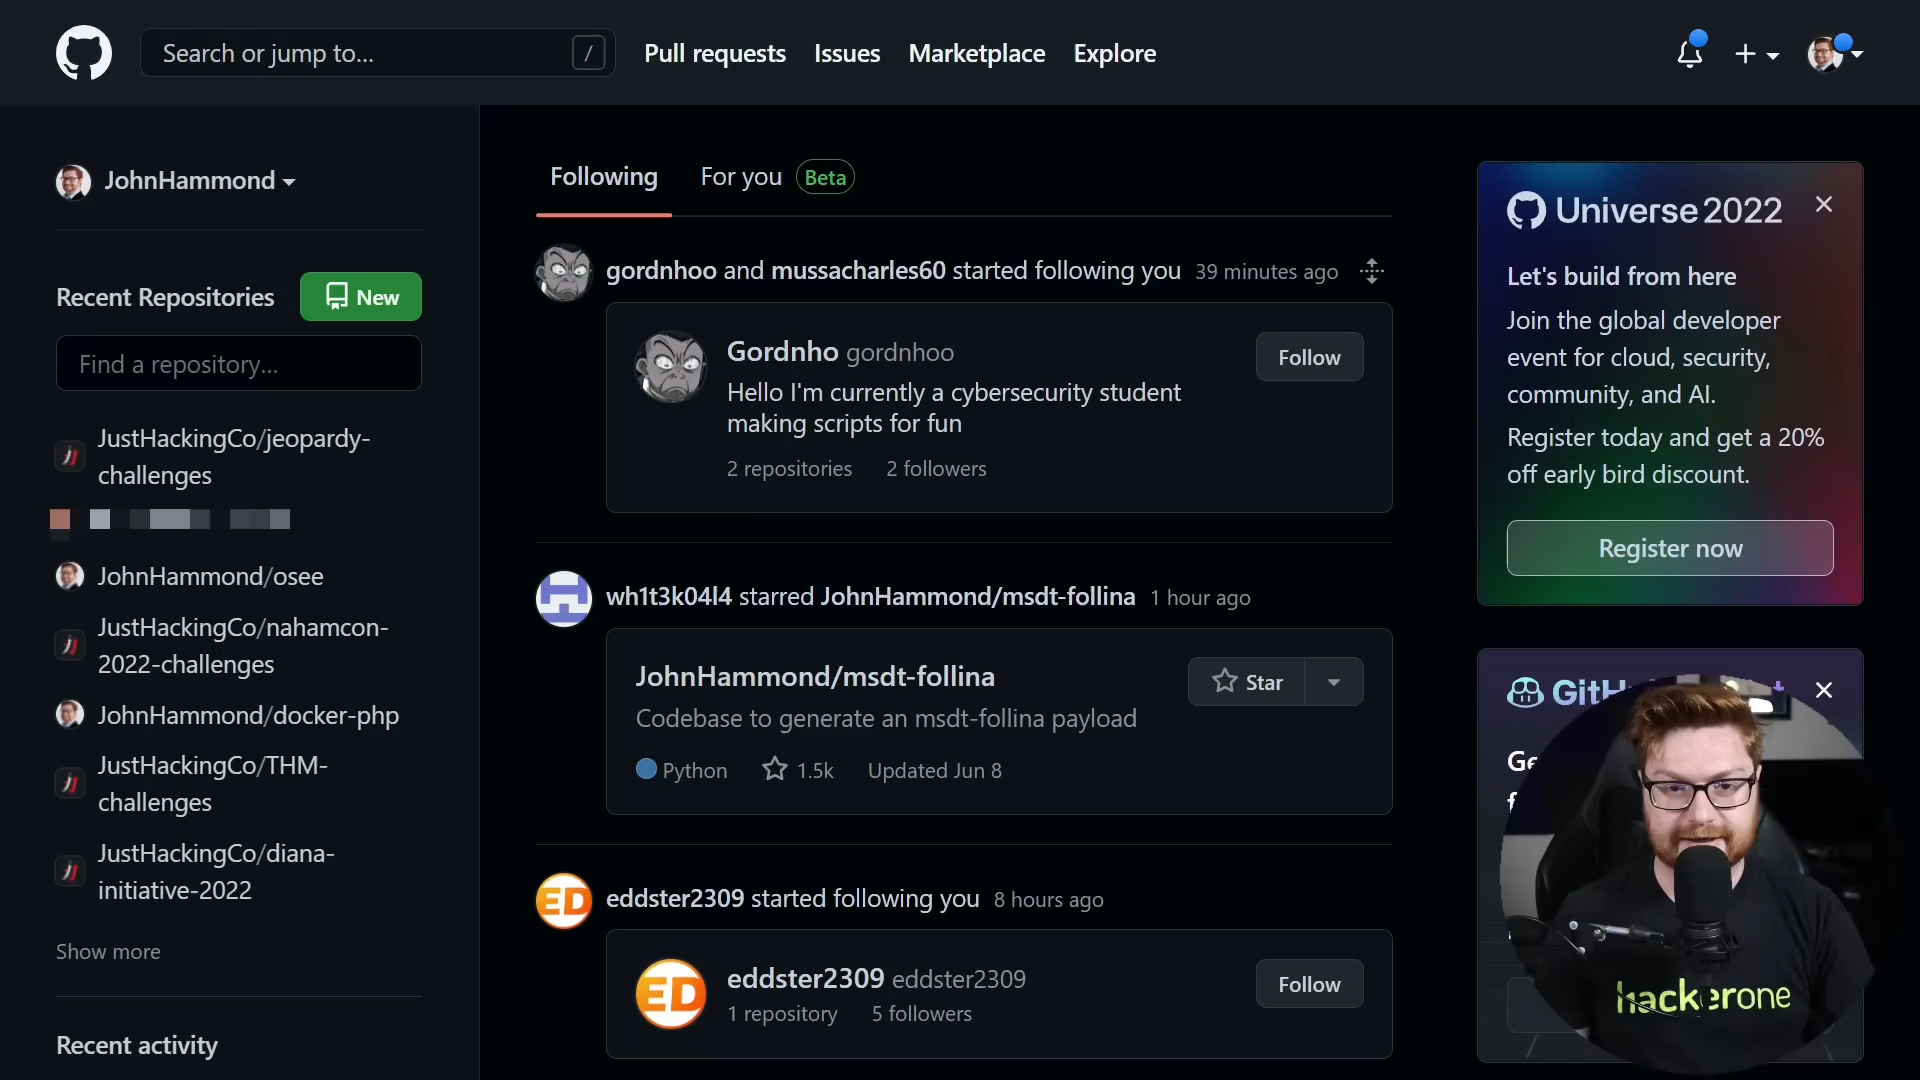 Search or jump to...
/
Pull requests
Issues
Marketplace
Explore
JohnHammond
Recent Repositories
New
Find a repository...
JustHackingCo/jeopardy-
challenges
JohnHammond/osee
JustHackingCo/nahamcon-
2022-challenges
JohnHammond/docker-php
JustHackingCo/THM-
challenges
JustHackingCo/diana-
initiative-2022
Show more
Recent activity
Following
For you
Beta
gordnhoo and mussacharles60 started following you 39 minutes ago
Gordnho gordnhoo
Follow
Hello I'm currently a cybersecurity student
making scripts for fun
2 repositories 2 followers
wh1t3k04l4 starred JohnHammond/msdt-follina 1 hour ago
JohnHammond/msdt-follina
Star
Codebase to generate an msdt-follina payload
Python 1.5k Updated Jun 8
ED
eddster2309 started following you 8 hours ago
ED
eddster2309 eddster2309
Follow
1 repository 5 followers
Universe 2022
Let's build from here
Join the global developer
event for cloud, security,
community, and AI.
Register today and get a 20%
off early bird discount.
Register now
hackerone